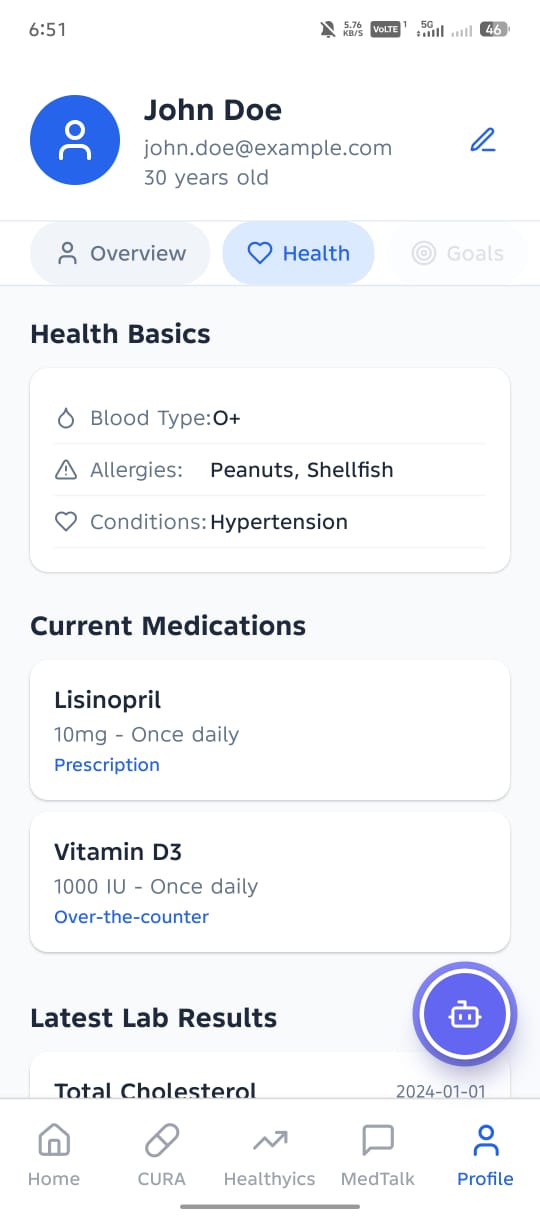 6:51
5.76 KB/S VoLTE 1 5G 46
John Doe
john.doe@example.com
30 years old
Overview Health Goals
Health Basics
Blood Type: O+
Allergies: Peanuts, Shellfish
Conditions: Hypertension
Current Medications
Lisinopril
10mg - Once daily
Prescription
Vitamin D3
1000 IU - Once daily
Over-the-counter
Latest Lab Results
Total Cholesterol 2024-01-01
Home CURA Healthyics MedTalk Profile